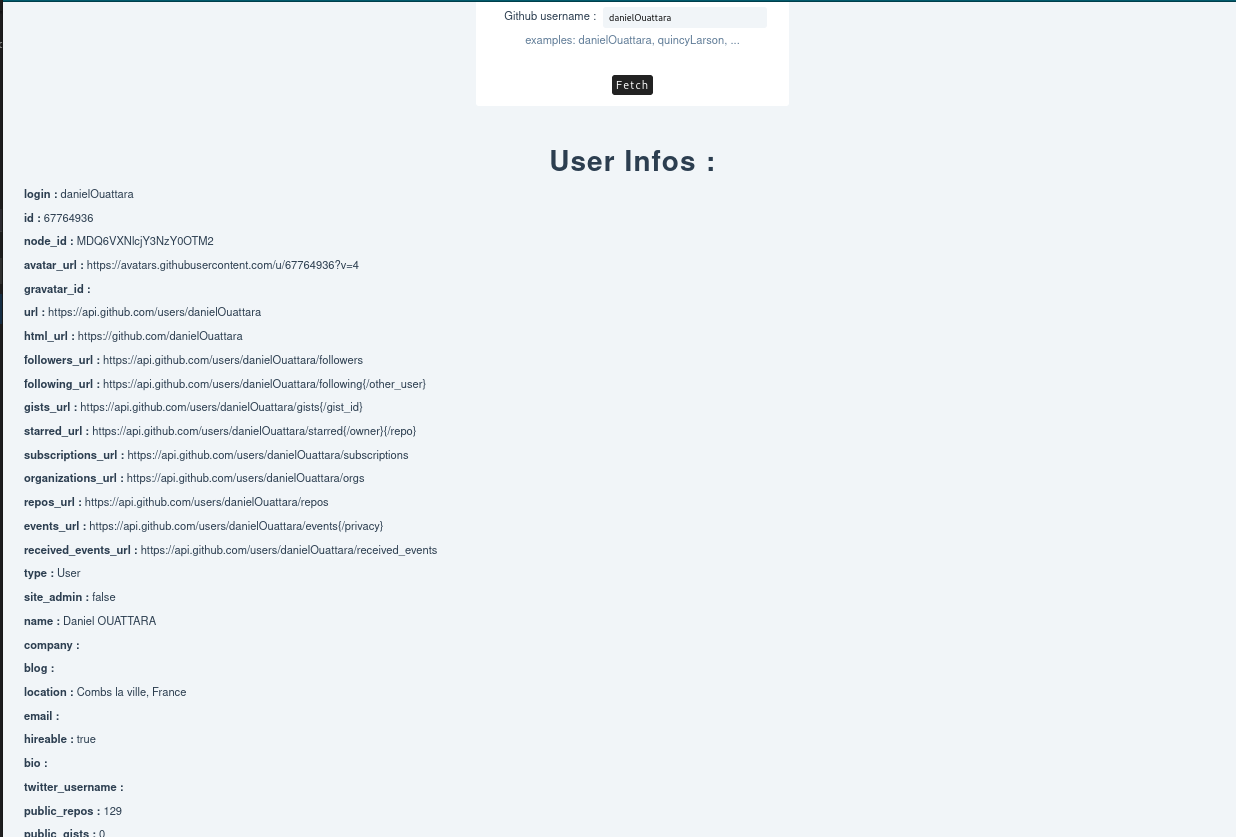 Github username : danielOuattara
examples: danielOuattara, quincyLarson, ...
Fetch
User Infos :
login : danielOuattara
id : 67764936
node_id : MDQ6VXNlcjY3NzY0OTM2
avatar_url : https://avatars.githubusercontent.com/u/67764936?v=4
gravatar_id :
url : https://api.github.com/users/danielOuattara
html_url : https://github.com/danielOuattara
followers_url : https://api.github.com/users/danielOuattara/followers
following_url : https://api.github.com/users/danielOuattara/following{/other_user}
gists_url : https://api.github.com/users/danielOuattara/gists{/gist_id}
starred_url : https://api.github.com/users/danielOuattara/starred{/owner}{/repo}
subscriptions_url : https://api.github.com/users/danielOuattara/subscriptions
organizations_url : https://api.github.com/users/danielOuattara/orgs
repos_url : https://api.github.com/users/danielOuattara/repos
events_url : https://api.github.com/users/danielOuattara/events{/privacy}
received_events_url : https://api.github.com/users/danielOuattara/received_events
type : User
site_admin : false
name : Daniel OUATTARA
company :
blog :
location : Combs la ville, France
email :
hireable : true
bio :
twitter_username :
public_repos : 129
public_gists : 0